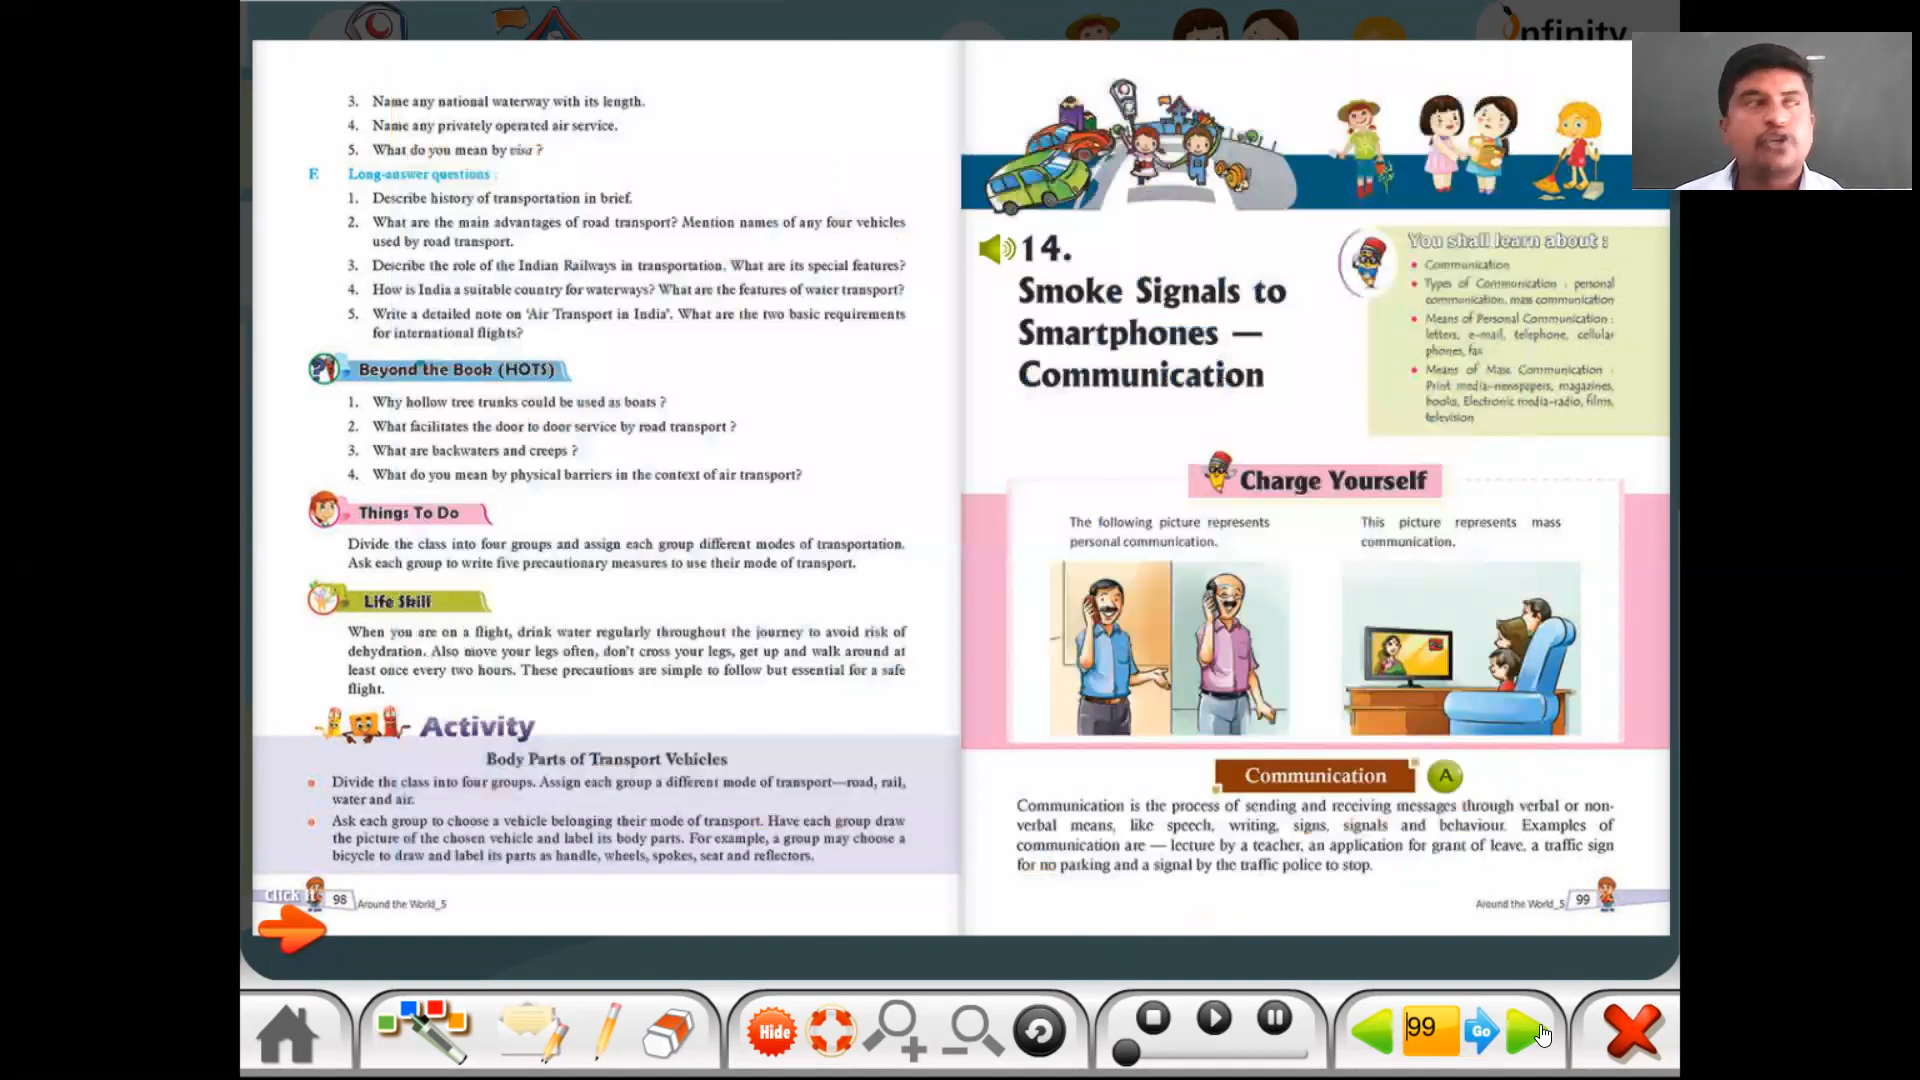 nfinity
3. Name any national waterway with its length.
4. Name any privately operated air service.
5. What do you mean by visa ?
F. Long-answer questions :
1. Describe history of transportation in brief.
2. What are the main advantages of road transport? Mention names of any four vehicles
used by road transport.
3. Describe the role of the Indian Railways in transportation. What are its special features?
4. How is India a suitable country for waterways? What are the features of water transport?
5. Write a detailed note on 'Air Transport in India'. What are the two basic requirements
for international flights?
Beyond the Book (HOTS)
1. Why hollow tree trunks could be used as boats ?
2. What facilitates the door to door service by road transport ?
3. What are backwaters and creeps ?
4. What do you mean by physical barriers in the context of air transport?
Things To Do
Divide the class into four groups and assign each group different modes of transportation.
Ask each group to write five precautionary measures to use their mode of transport.
Life Skill
When you are on a flight, drink water regularly throughout the journey to avoid risk of
dehydration. Also move your legs often, don't cross your legs, get up and walk around at
least once every two hours. These precautions are simple to follow but essential for a safe
flight.
Activity
Body Parts of Transport Vehicles
• Divide the class into four groups. Assign each group a different mode of transport—road, rail,
water and air.
• Ask each group to choose a vehicle belonging their mode of transport. Have each group draw
the picture of the chosen vehicle and label its body parts. For example, a group may choose a
bicycle to draw and label its parts as handle, wheels, spokes, seat and reflectors.
98 Around the World_5
14.
Smoke Signals to
Smartphones —
Communication
You shall learn about :
• Communication
• Types of Communication : personal
communication, mass communication
• Means of Personal Communication :
letters, e-mail, telephone, cellular
phones, fax
• Means of Mass Communication :
Print media-newspapers, magazines,
books, Electronic media-radio, films,
television
Charge Yourself
The following picture represents
personal communication.
This picture represents mass
communication.
Communication A
Communication is the process of sending and receiving messages through verbal or non-
verbal means, like speech, writing, signs, signals and behaviour. Examples of
communication are — lecture by a teacher, an application for grant of leave, a traffic sign
for no parking and a signal by the traffic police to stop.
Around the World_5 99
Hide
99
Go